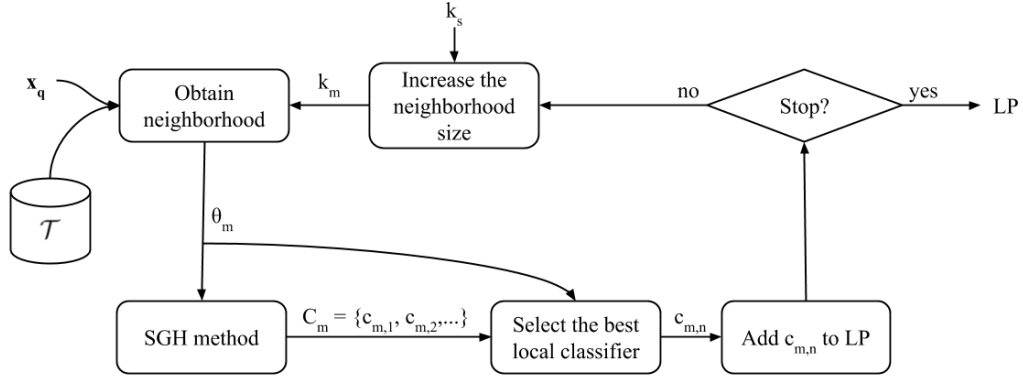 k_s
x_q
Obtain
neighborhood
k_m
Increase the
neighborhood
size
no
Stop?
yes
LP
𝒯
θ_m
SGH method
C_m = {c_m,1, c_m,2,...}
Select the best
local classifier
c_m,n
Add c_m,n to LP